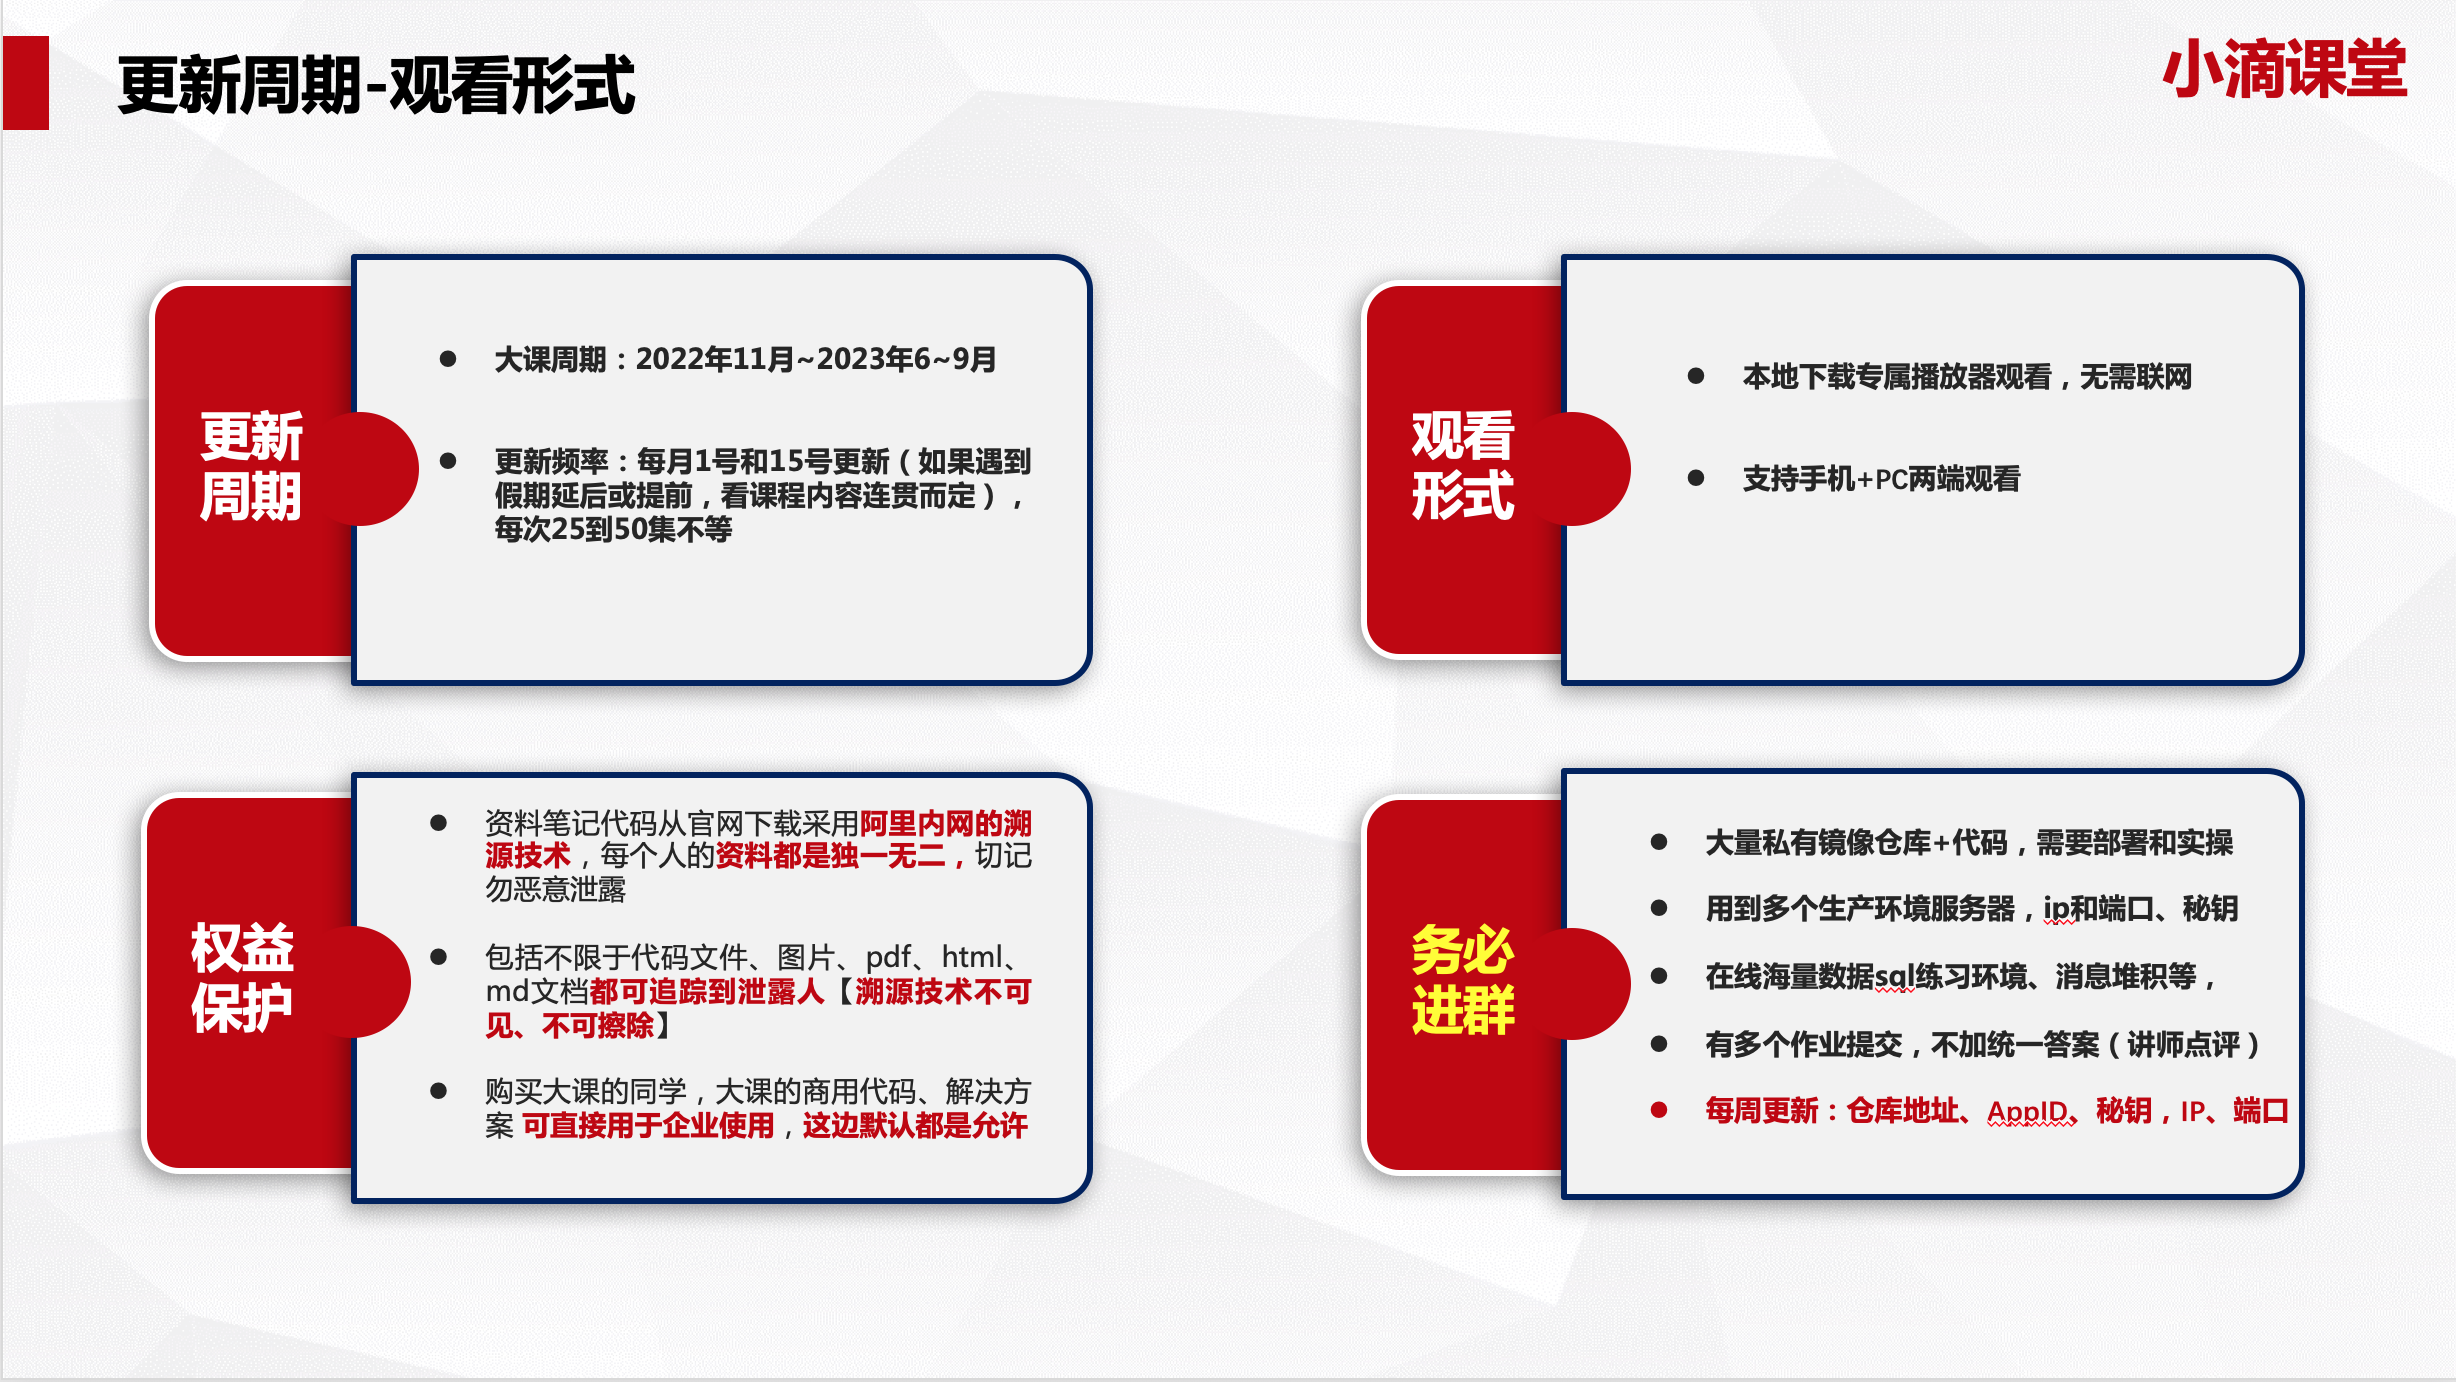 更新周期-观看形式
小滴课堂
更新
周期
大课周期：2022年11月~2023年6~9月
更新频率：每月1号和15号更新（如果遇到
假期延后或提前，看课程内容连贯而定），
每次25到50集不等
观看
形式
本地下载专属播放器观看，无需联网
支持手机+PC两端观看
权益
保护
资料笔记代码从官网下载采用阿里内网的溯
源技术，每个人的资料都是独一无二，切记
勿恶意泄露
包括不限于代码文件、图片、pdf、html、
md文档都可追踪到泄露人【溯源技术不可
见、不可擦除】
购买大课的同学，大课的商用代码、解决方
案 可直接用于企业使用，这边默认都是允许
务必
进群
大量私有镜像仓库+代码，需要部署和实操
用到多个生产环境服务器，ip和端口、秘钥
在线海量数据sql练习环境、消息堆积等，
有多个作业提交，不加统一答案（讲师点评）
每周更新：仓库地址、AppID、秘钥，IP、端口